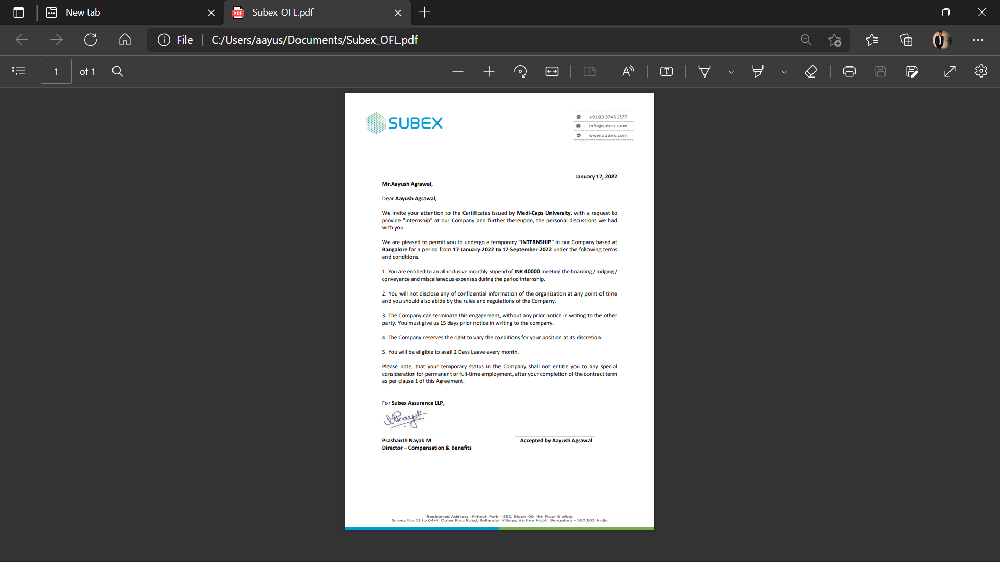 New tab
Subex_OFL.pdf
File
C:/Users/aayus/Documents/Subex_OFL.pdf
1 of 1
SUBEX
+91 80 3745 1377
info@subex.com
www.subex.com
January 17, 2022
Mr.Aayush Agrawal,
Dear Aayush Agrawal,
We invite your attention to the Certificates issued by Medi-Caps University, with a request to
provide "Internship" at our Company and further thereupon, the personal discussions we had
with you.
We are pleased to permit you to undergo a temporary "INTERNSHIP" in our Company based at
Bangalore for a period from 17-January-2022 to 17-September-2022 under the following terms
and conditions.
1. You are entitled to an all-inclusive monthly Stipend of INR 40000 meeting the boarding / lodging /
conveyance and miscellaneous expenses during the period Internship.
2. You will not disclose any of confidential information of the organization at any point of time
and you should also abide by the rules and regulations of the Company.
3. The Company can terminate this engagement, without any prior notice in writing to the other
party. You must give us 15 days prior notice in writing to the company.
4. The Company reserves the right to vary the conditions for your position at its discretion.
5. You will be eligible to avail 2 Days Leave every month.
Please note, that your temporary status in the Company shall not entitle you to any special
consideration for permanent or full-time employment, after your completion of the contract term
as per clause 1 of this Agreement.
For Subex Assurance LLP,
Prashanth Nayak M
Director – Compensation & Benefits
Accepted by Aayush Agrawal
Registered Address : Pritech Park – SEZ, Block-09, 4th Floor B Wing
Survey No. 51 to 64/4, Outer Ring Road, Bellandur Village, Varthur Hobli, Bengaluru – 560 103. India